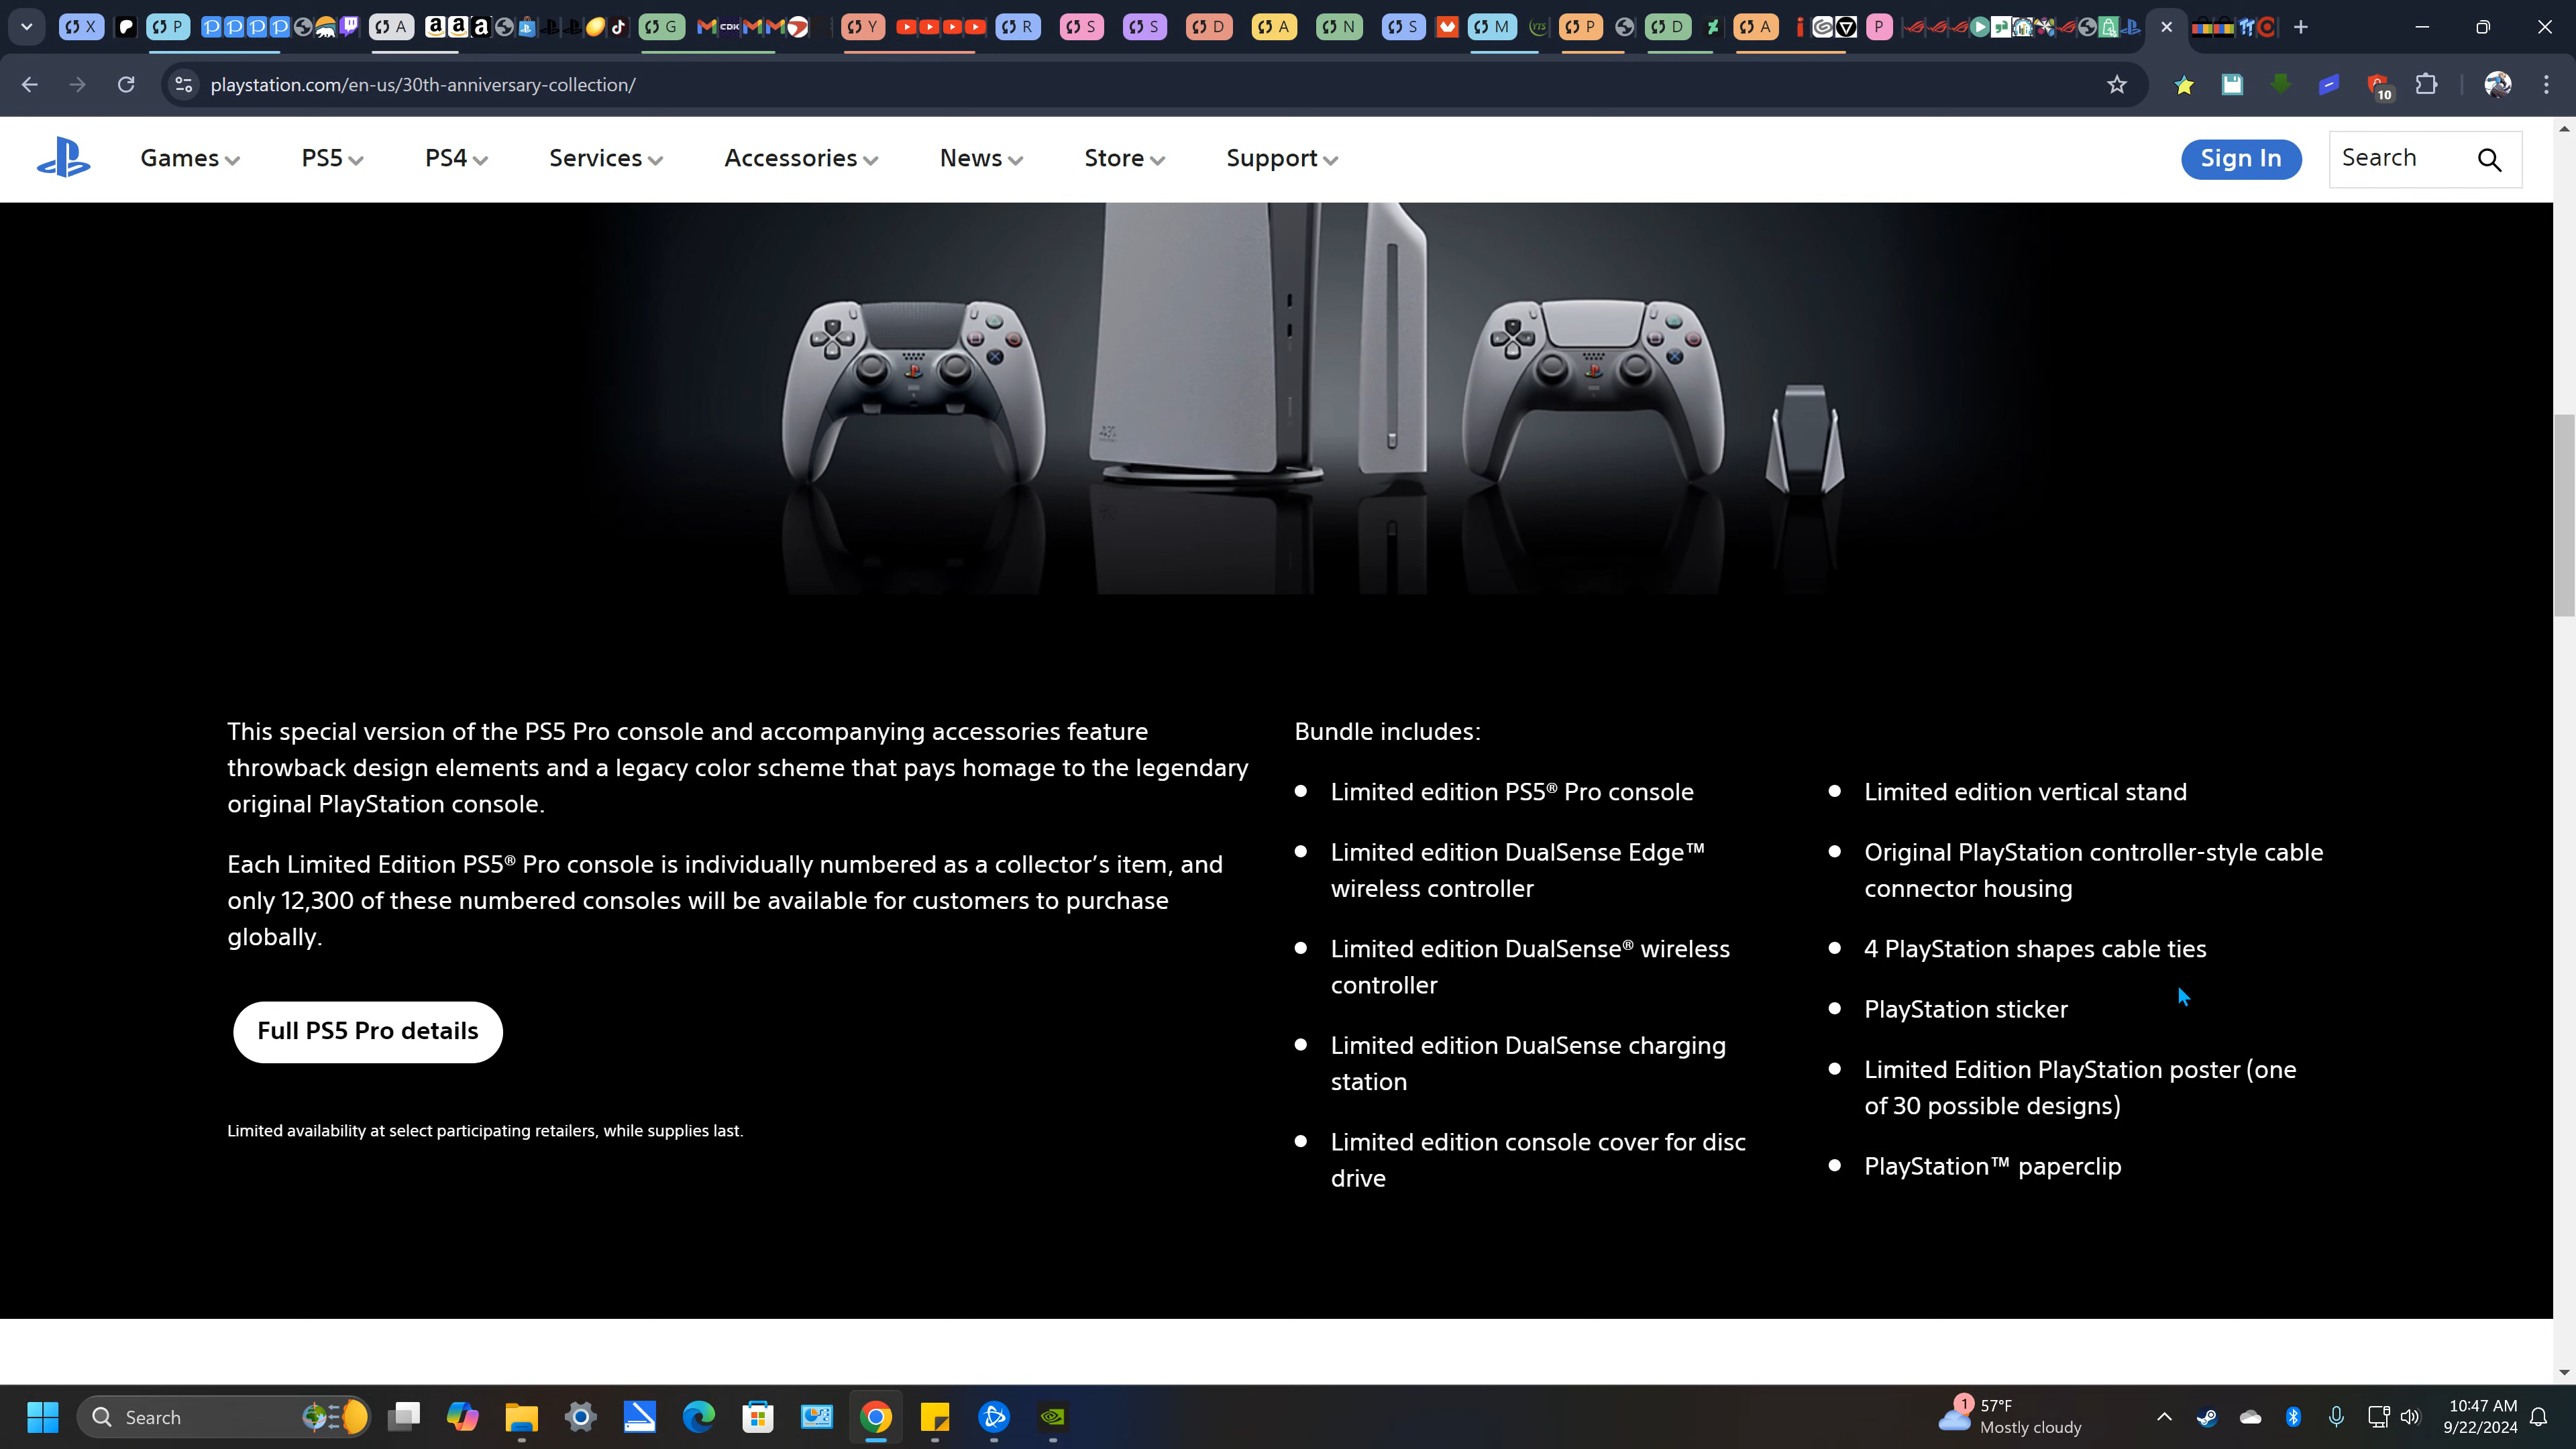 X P A G Y R S S D A N S M P D A P
playstation.com/en-us/30th-anniversary-collection/
10
Games PS5 PS4 Services Accessories News Store Support Sign In Search
This special version of the PS5 Pro console and accompanying accessories feature
throwback design elements and a legacy color scheme that pays homage to the legendary
original PlayStation console.
Each Limited Edition PS5® Pro console is individually numbered as a collector's item, and
only 12,300 of these numbered consoles will be available for customers to purchase
globally.
Full PS5 Pro details
Limited availability at select participating retailers, while supplies last.
Bundle includes:
• Limited edition PS5® Pro console
• Limited edition DualSense Edge™
wireless controller
• Limited edition DualSense® wireless
controller
• Limited edition DualSense charging
station
• Limited edition console cover for disc
drive
• Limited edition vertical stand
• Original PlayStation controller-style cable
connector housing
• 4 PlayStation shapes cable ties
• PlayStation sticker
• Limited Edition PlayStation poster (one
of 30 possible designs)
• PlayStation™ paperclip
Search
1
57°F
Mostly cloudy
10:47 AM
9/22/2024